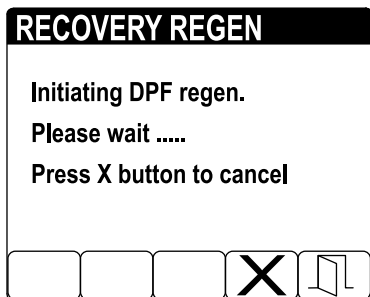 RECOVERY REGEN
Initiating DPF regen.
Please wait .....
Press X button to cancel
X